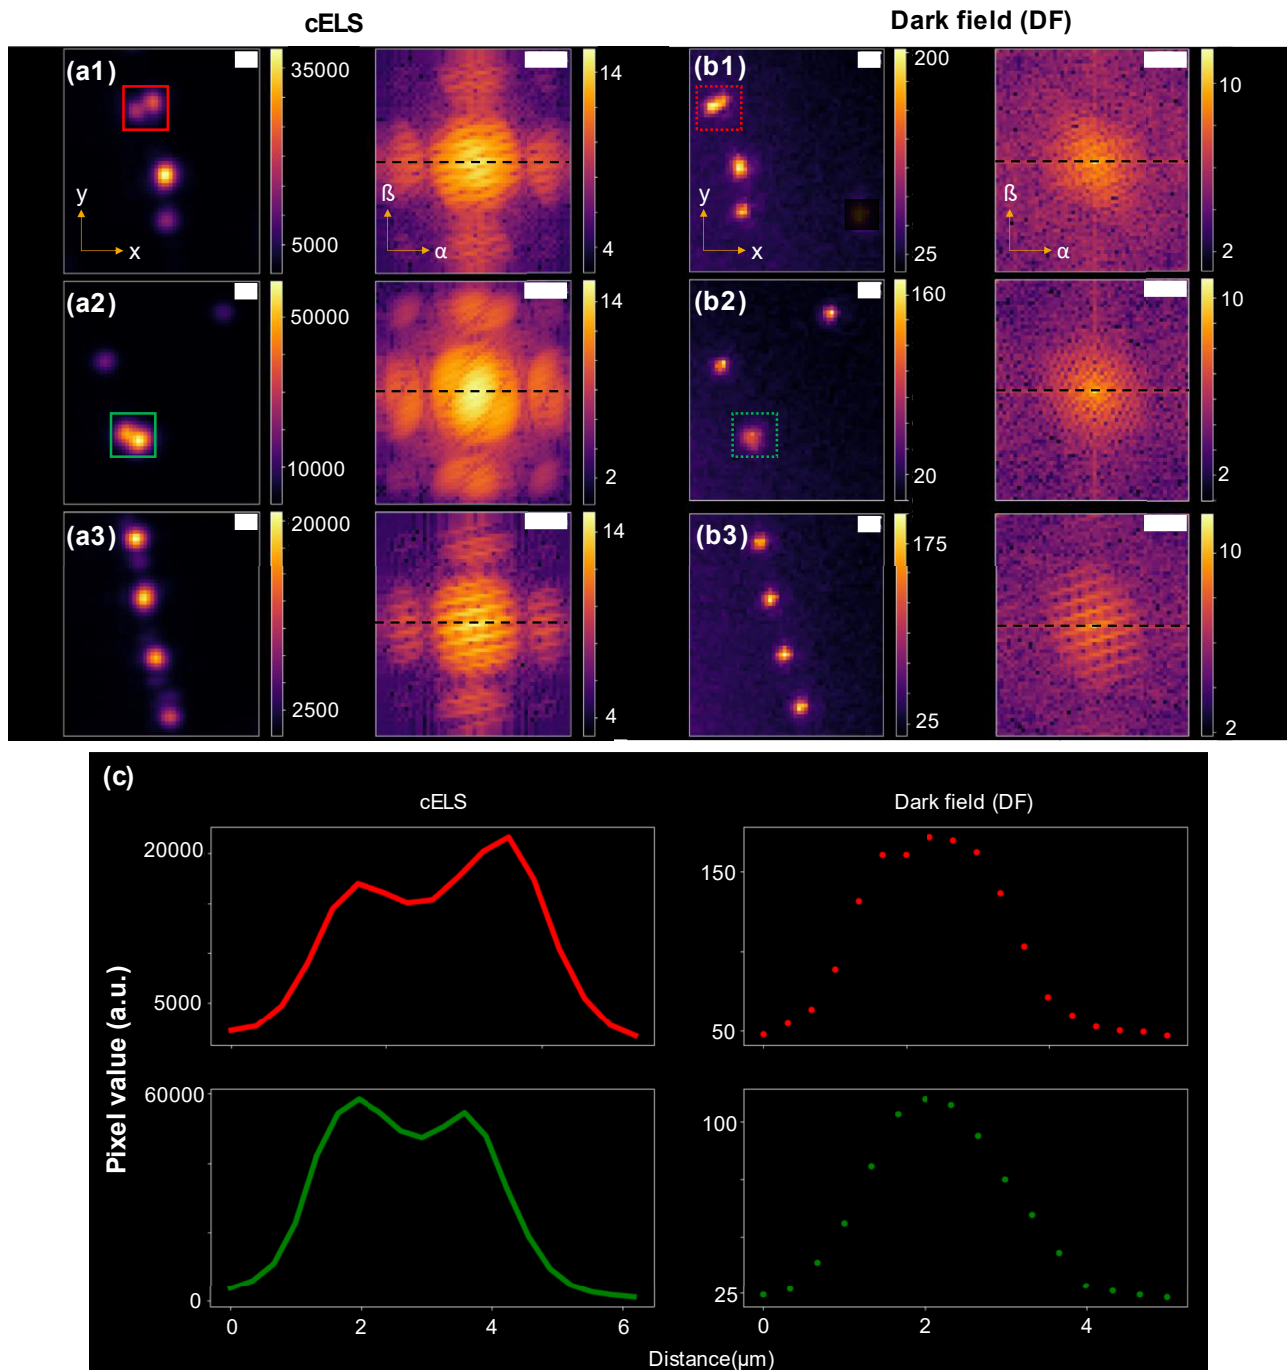 cELS
Dark field (DF)
(a1)
y
x
35000
5000
ß
α
14
4
(b1)
y
x
200
25
ß
α
10
2
(a2)
50000
10000
14
2
(b2)
160
20
10
2
(a3)
20000
2500
14
4
(b3)
175
25
10
2
(c)
cELS
Dark field (DF)
Pixel value (a.u.)
20000
5000
150
50
60000
0
100
25
0 2 4 6
0 2 4
Distance(µm)